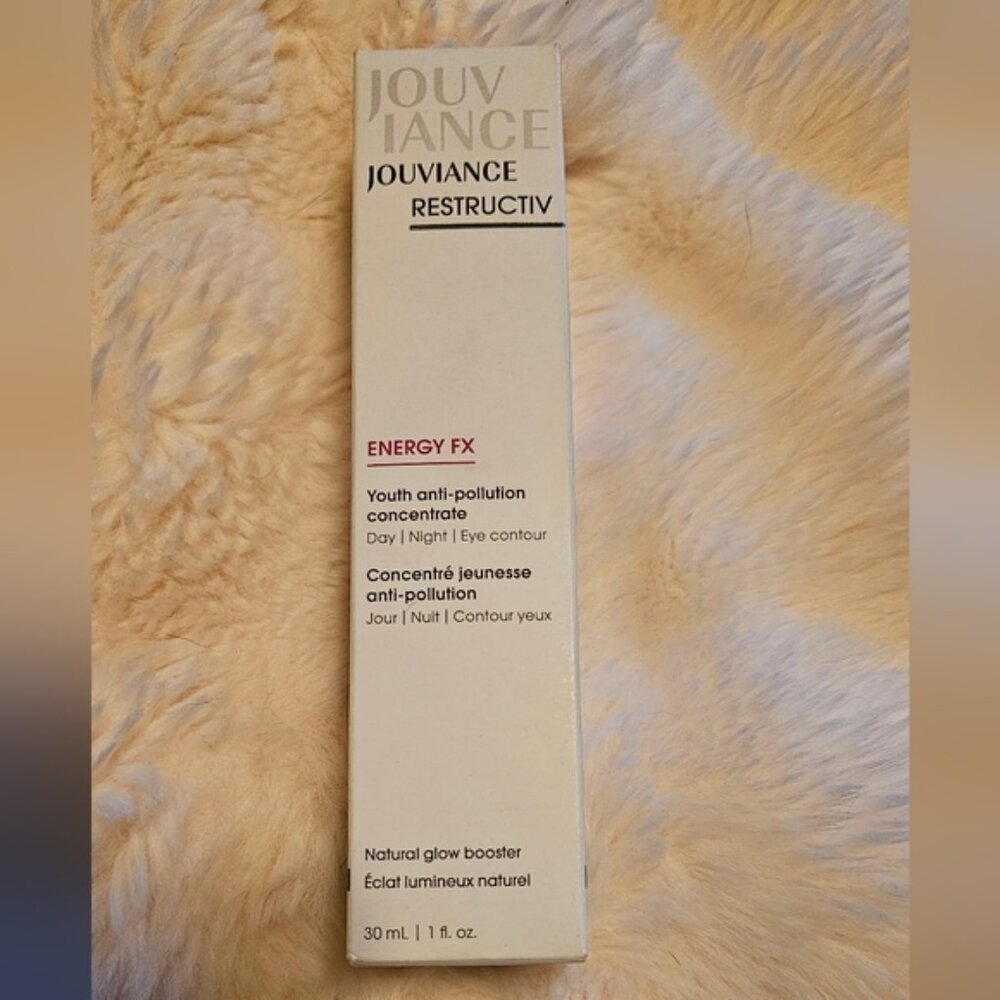 JOUV
IANCE
JOUVIANCE
RESTRUCTIV
ENERGY FX
Youth anti-pollution
concentrate
Day | Night | Eye contour
Concentré jeunesse
anti-pollution
Jour | Nuit | Contour yeux
Natural glow booster
Éclat lumineux naturel
30 mL | 1 fl. oz.